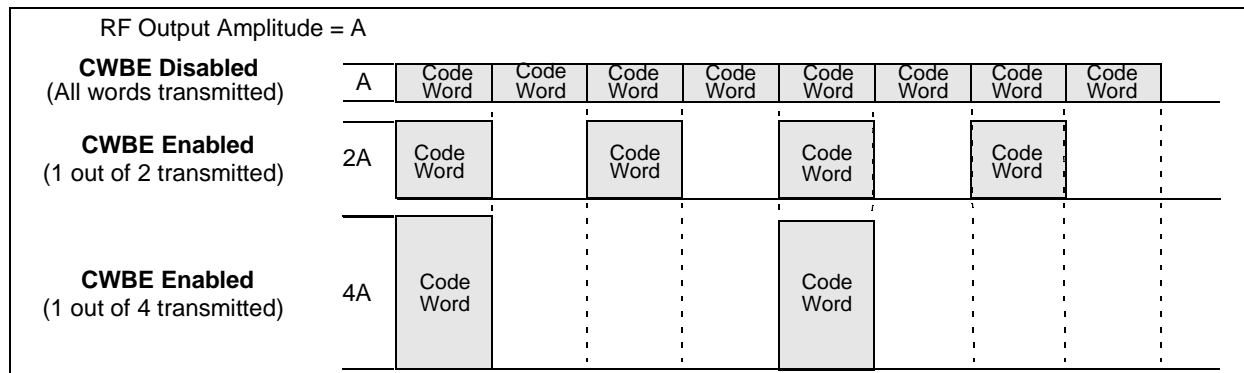 RF Output Amplitude = A
CWBE Disabled
(All words transmitted)
A
Code Word
Code Word
Code Word
Code Word
Code Word
Code Word
Code Word
Code Word
CWBE Enabled
(1 out of 2 transmitted)
2A
Code Word
Code Word
Code Word
Code Word
CWBE Enabled
(1 out of 4 transmitted)
4A
Code Word
Code Word